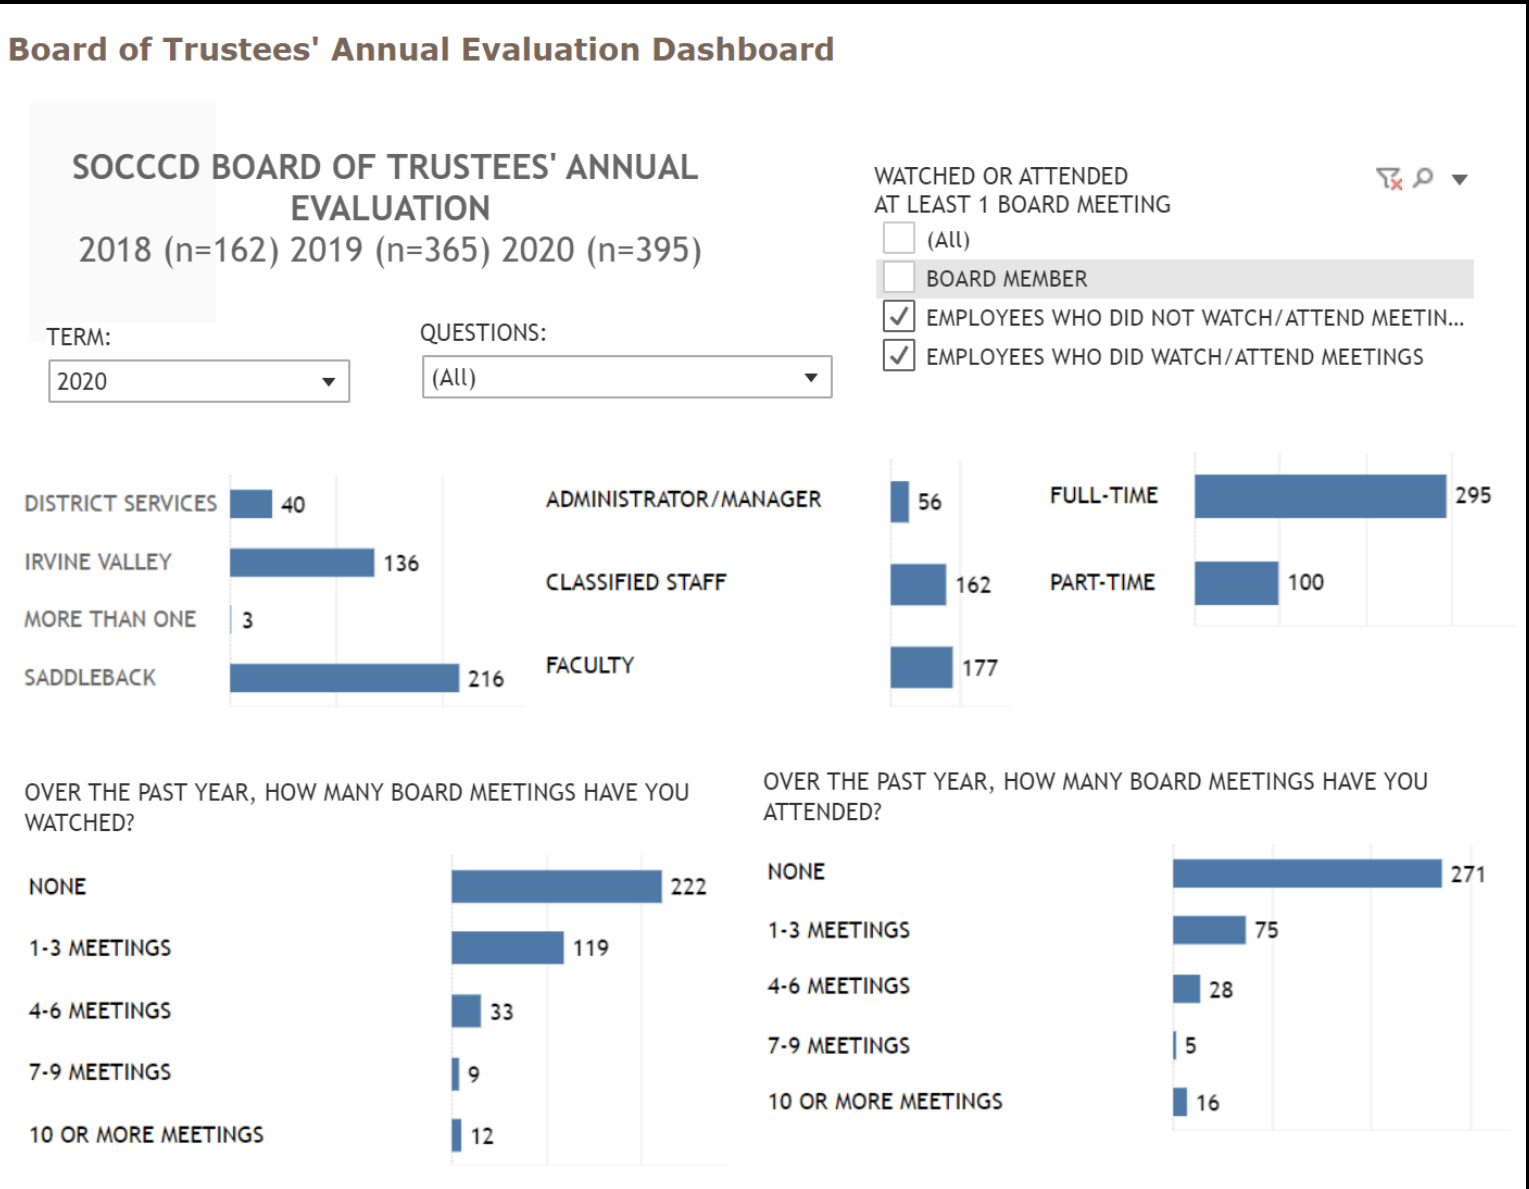 Board of Trustees' Annual Evaluation Dashboard
SOCCCD BOARD OF TRUSTEES' ANNUAL
EVALUATION
2018 (n=162) 2019 (n=365) 2020 (n=395)
WATCHED OR ATTENDED
AT LEAST 1 BOARD MEETING
(All)
BOARD MEMBER
EMPLOYEES WHO DID NOT WATCH/ATTEND MEETIN...
EMPLOYEES WHO DID WATCH/ATTEND MEETINGS
TERM:
2020
QUESTIONS:
(All)
DISTRICT SERVICES 40
IRVINE VALLEY 136
MORE THAN ONE 3
SADDLEBACK 216
ADMINISTRATOR/MANAGER 56
CLASSIFIED STAFF 162
FACULTY 177
FULL-TIME 295
PART-TIME 100
OVER THE PAST YEAR, HOW MANY BOARD MEETINGS HAVE YOU
WATCHED?
NONE 222
1-3 MEETINGS 119
4-6 MEETINGS 33
7-9 MEETINGS 9
10 OR MORE MEETINGS 12
OVER THE PAST YEAR, HOW MANY BOARD MEETINGS HAVE YOU
ATTENDED?
NONE 271
1-3 MEETINGS 75
4-6 MEETINGS 28
7-9 MEETINGS 5
10 OR MORE MEETINGS 16